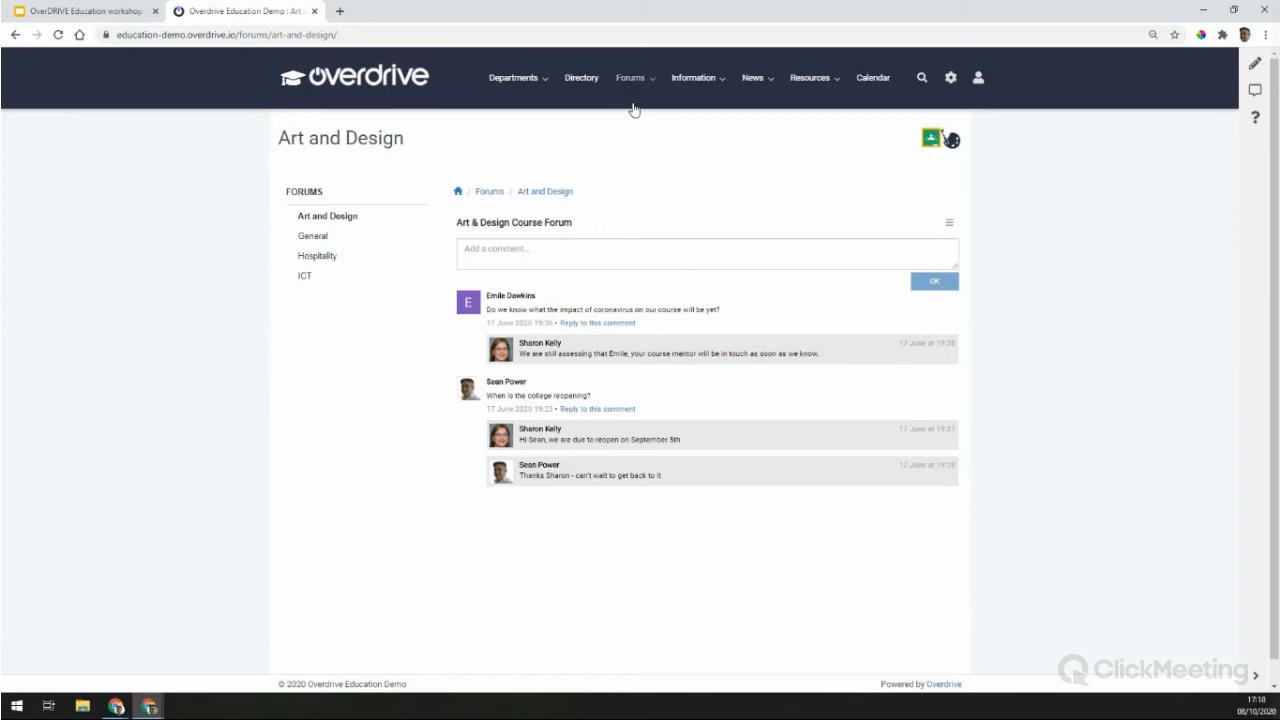 OverDRIVE Education workshop
Overdrive Education Demo : Art
education-demo.overdrive.io/forums/art-and-design/
overdrive
Departments
Directory
Forums
Information
News
Resources
Calendar
Art and Design
FORUMS
Art and Design
General
Hospitality
ICT
/ Forums / Art and Design
Art & Design Course Forum
Add a comment...
OK
E
Emile Dawkins
Do we know what the impact of coronavirus on our course will be yet?
17 June 2020 19:36 • Reply to this comment
Sharon Kelly
17 June at 19:38
We are still assessing that Emile, your course mentor will be in touch as soon as we know.
Sean Power
When is the college reopening?
17 June 2020 19:23 • Reply to this comment
Sharon Kelly
17 June at 19:27
Hi Sean, we are due to reopen on September 5th
Sean Power
17 June at 19:28
Thanks Sharon - can't wait to get back to it
© 2020 Overdrive Education Demo
Powered by Overdrive
ClickMeeting
17:18
08/10/2020